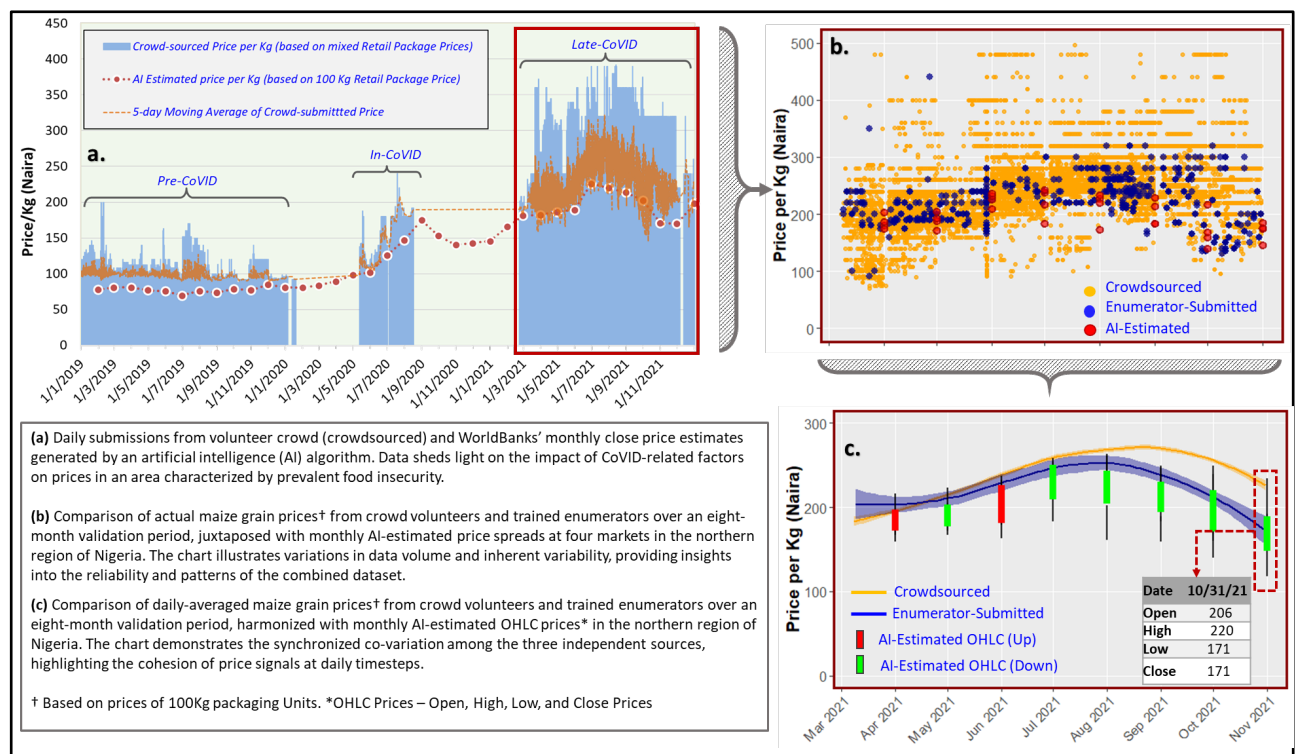 a.
Price/Kg (Naira)
450
400
350
300
250
200
150
100
50
0
Crowd-sourced Price per Kg (based on mixed Retail Package Prices)
AI Estimated price per Kg (based on 100 Kg Retail Package Price)
5-day Moving Average of Crowd-submittted Price
Pre-CoVID
In-CoVID
Late-CoVID
1/1/2019
1/3/2019
1/5/2019
1/7/2019
1/9/2019
1/11/2019
1/1/2020
1/3/2020
1/5/2020
1/7/2020
1/9/2020
1/11/2020
1/1/2021
1/3/2021
1/5/2021
1/7/2021
1/9/2021
1/11/2021
b.
Price per Kg (Naira)
500
400
300
200
100
0
Crowdsourced
Enumerator-Submitted
AI-Estimated
(a) Daily submissions from volunteer crowd (crowdsourced) and WorldBanks’ monthly close price estimates
generated by an artificial intelligence (AI) algorithm. Data sheds light on the impact of CoVID-related factors
on prices in an area characterized by prevalent food insecurity.
(b) Comparison of actual maize grain prices† from crowd volunteers and trained enumerators over an eight-
month validation period, juxtaposed with monthly AI-estimated price spreads at four markets in the northern
region of Nigeria. The chart illustrates variations in data volume and inherent variability, providing insights
into the reliability and patterns of the combined dataset.
(c) Comparison of daily-averaged maize grain prices† from crowd volunteers and trained enumerators over an
eight-month validation period, harmonized with monthly AI-estimated OHLC prices* in the northern region of
Nigeria. The chart demonstrates the synchronized co-variation among the three independent sources,
highlighting the cohesion of price signals at daily timesteps.
† Based on prices of 100Kg packaging Units. *OHLC Prices – Open, High, Low, and Close Prices
c.
Price per Kg (Naira)
300
200
100
0
Crowdsourced
Enumerator-Submitted
AI-Estimated OHLC (Up)
AI-Estimated OHLC (Down)
Date 10/31/21
Open 206
High 220
Low 171
Close 171
Mar 2021
Apr 2021
May 2021
Jun 2021
Jul 2021
Aug 2021
Sep 2021
Oct 2021
Nov 2021